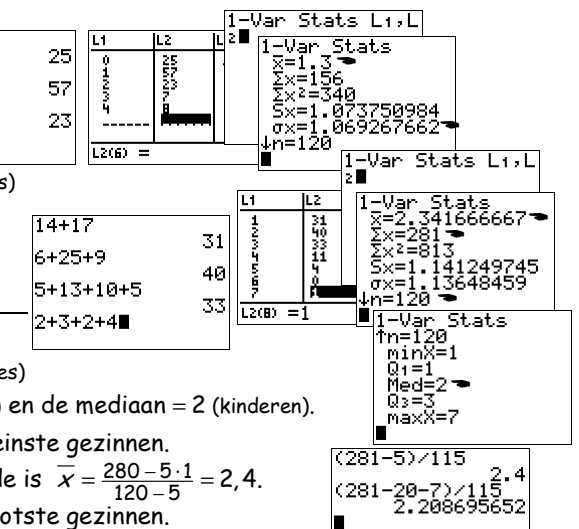 25
57
23
L1 L2 L
0 25
1 57
2 23
3 7
4 8
------
L2(6) =
1-Var Stats L1,L
2
1-Var Stats
x̄=1.3
Σx=156
Σx²=340
Sx=1.073750984
σx=1.069267662
↓n=120
s)
14+17
31
6+25+9
40
5+13+10+5
33
2+3+2+4
L1 L2
1 31
2 40
3 33
4 11
5 4
6 0
7
L2(8) =1
1-Var Stats L1,L
2
1-Var Stats
x̄=2.341666667
Σx=281
Σx²=813
Sx=1.141249745
σx=1.13648459
↓n=120
1-Var Stats
↑n=120
minX=1
Q1=1
Med=2
Q3=3
maxX=7
es)
) en de mediaan = 2 (kinderen).
einste gezinnen.
de is x̄ = (280 − 5·1)/(120 − 5) = 2,4.
ootste gezinnen.
(281-5)/115
2.4
(281-20-7)/115
2.208695652